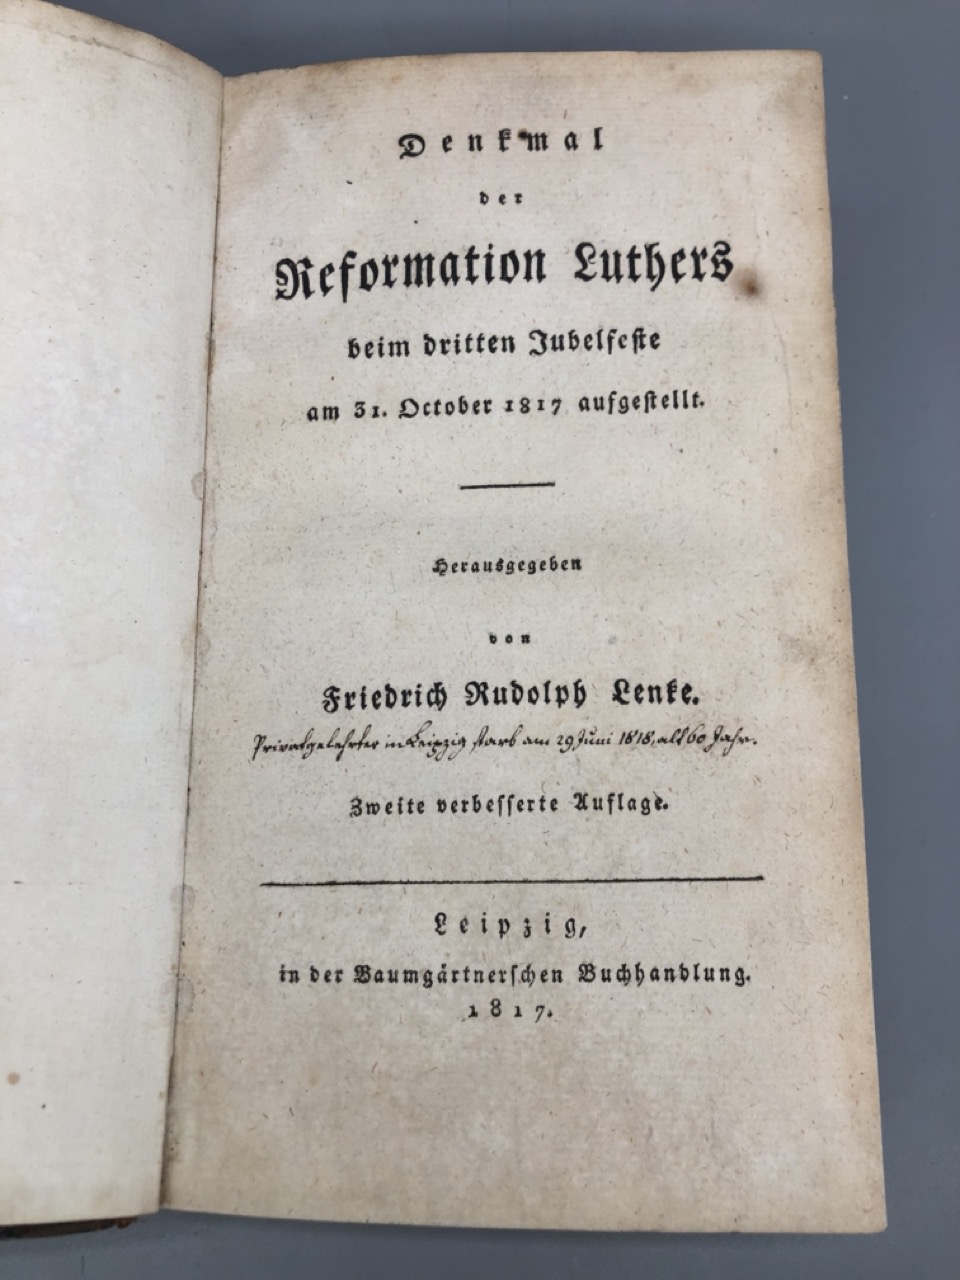 Denkmal
der
Reformation Luthers
beim dritten Jubelfeste
am 31. October 1817 aufgestellt.
Herausgegeben
von
Friedrich Rudolph Lenke.
Privatgelehrter in Leipzig starb am 29 Juni 1818, alt 60 Jahr.
Zweite verbesserte Auflage.
Leipzig,
in der Baumgärtnerschen Buchhandlung.
1817.